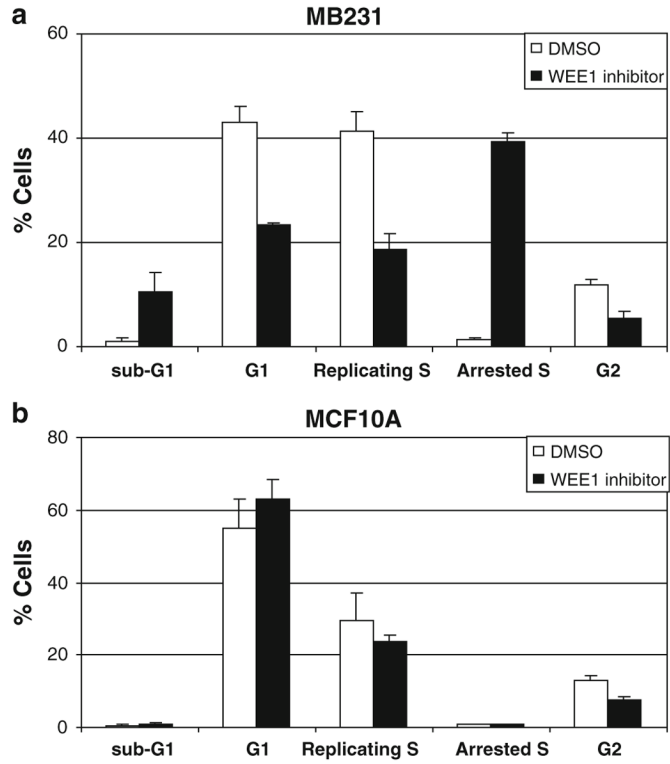 a
MB231
60
DMSO
WEE1 inhibitor
40
% Cells
20
0
sub-G1 G1 Replicating S Arrested S G2
b
MCF10A
80
DMSO
WEE1 inhibitor
60
% Cells
40
20
0
sub-G1 G1 Replicating S Arrested S G2